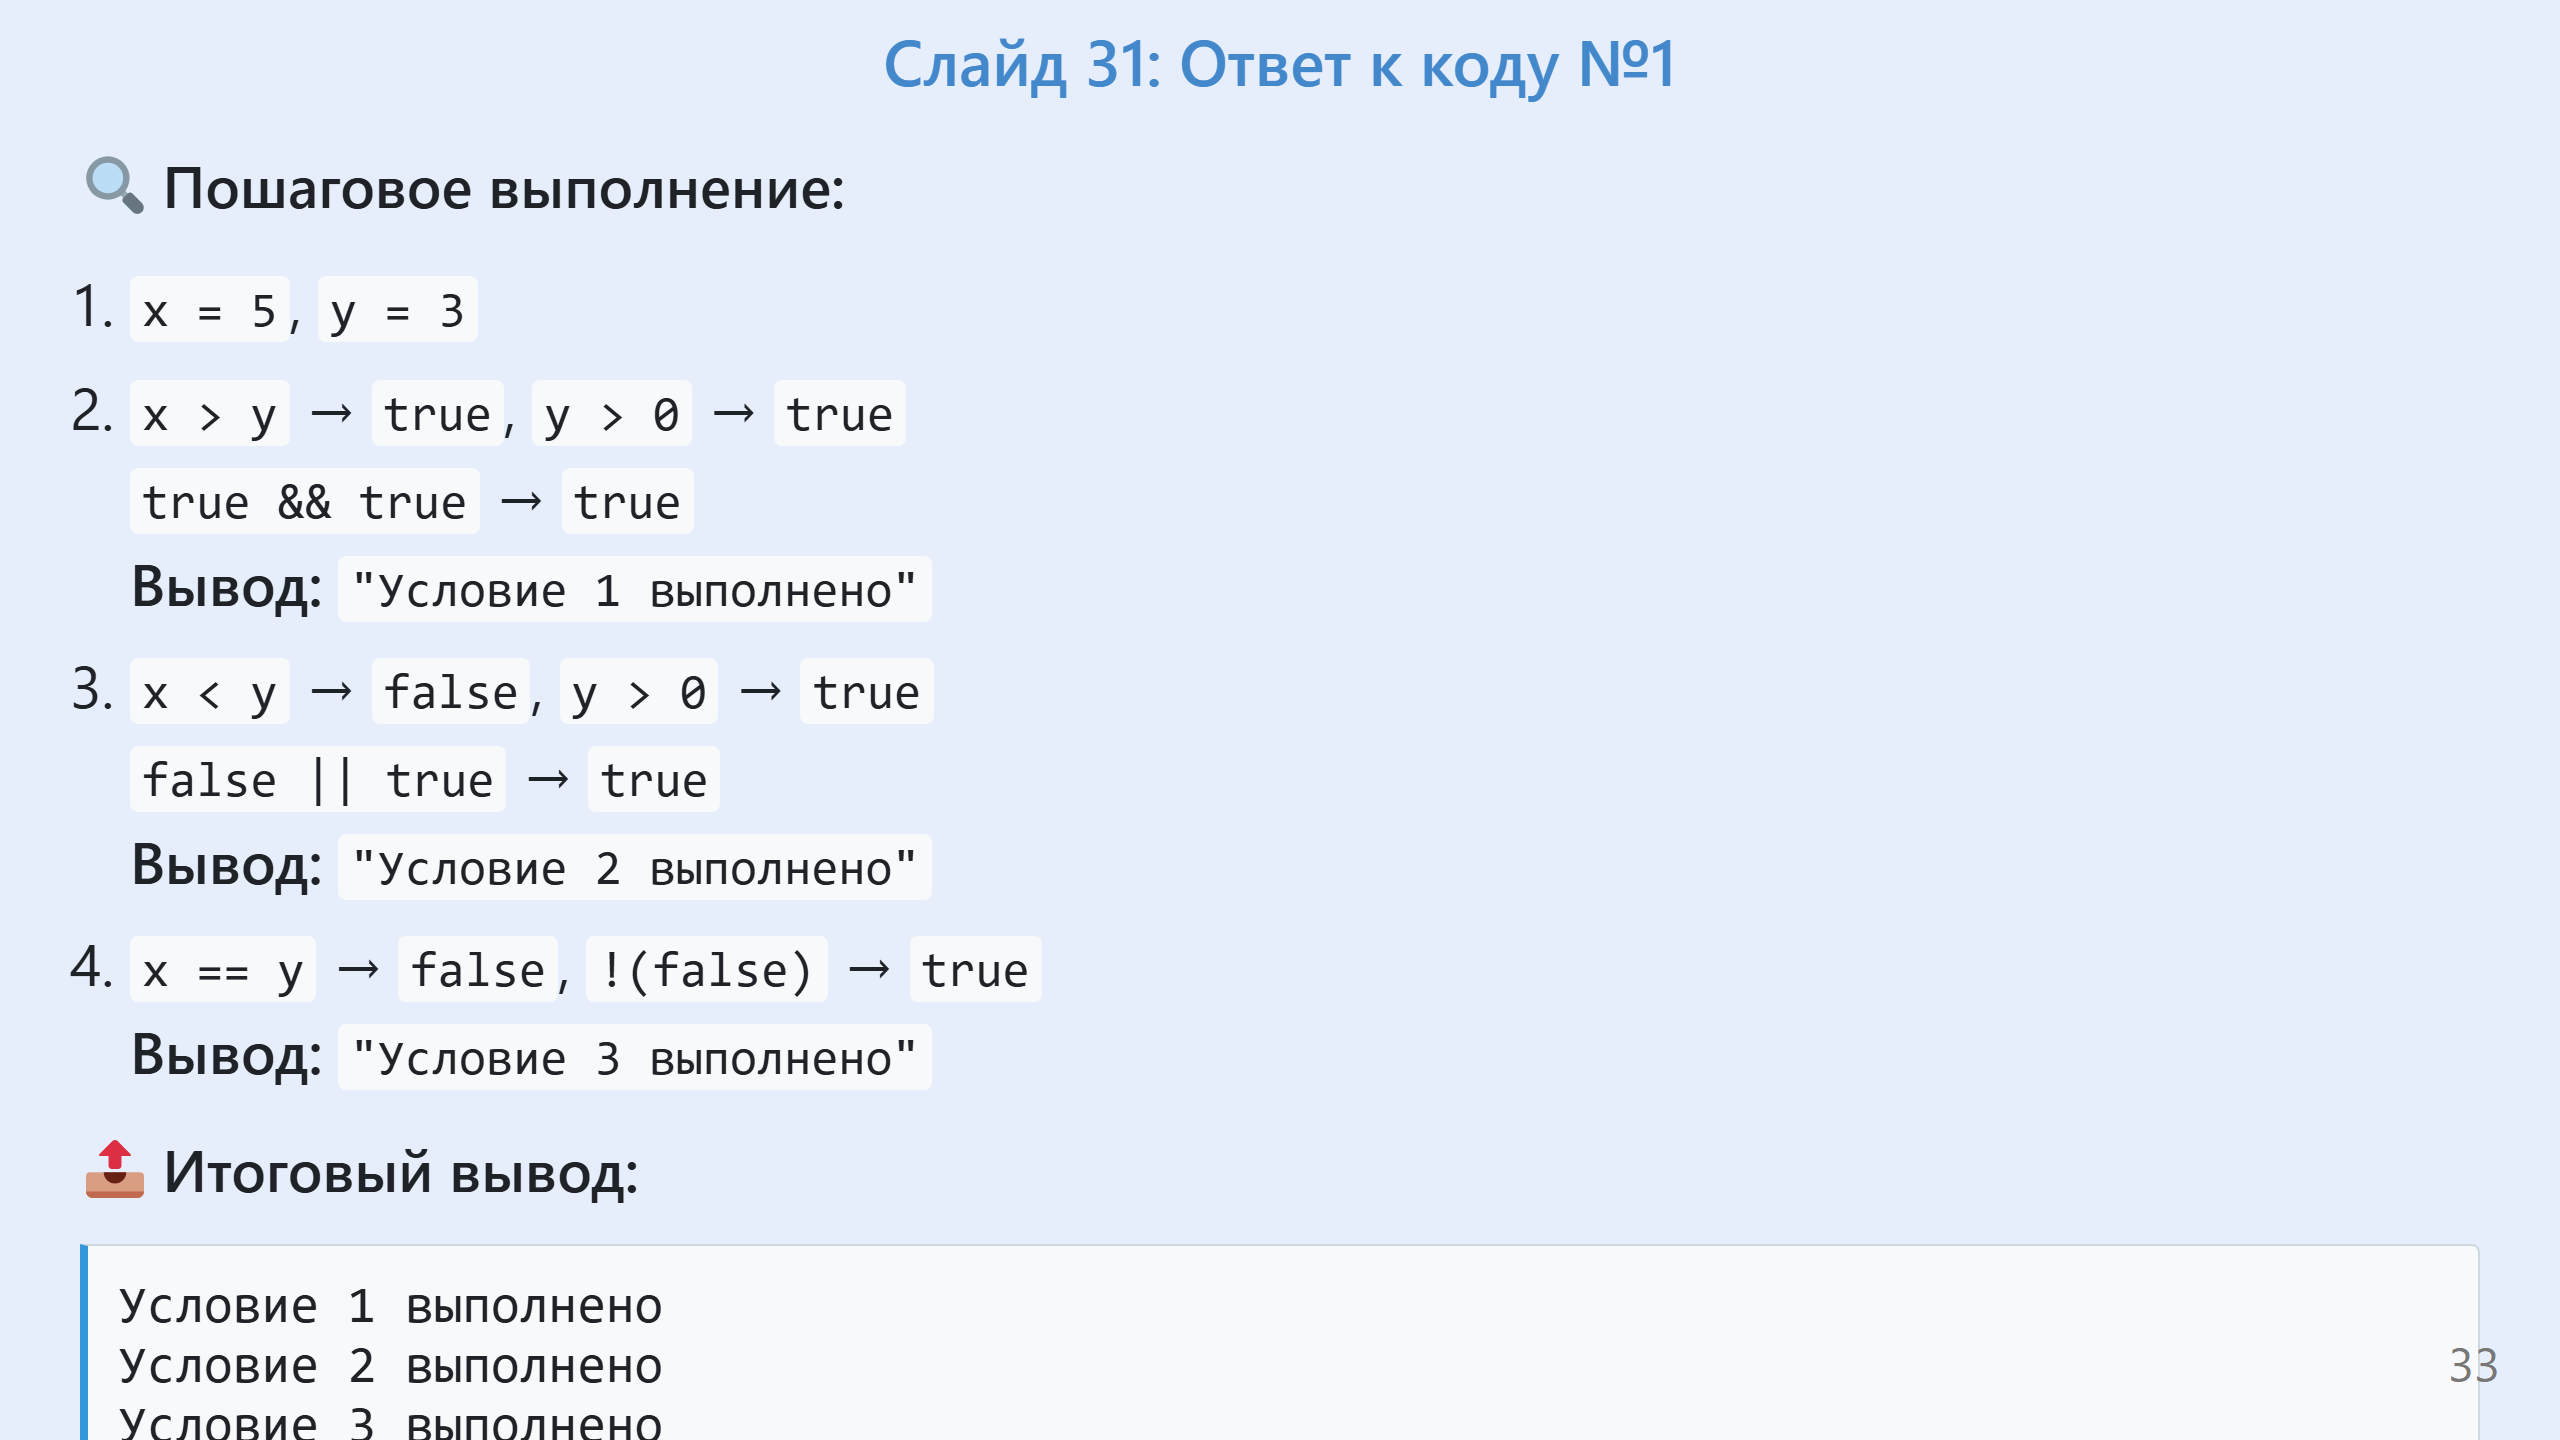 Слайд 31: Ответ к коду №1
🔍 Пошаговое выполнение:
1. x = 5, y = 3
2. x > y → true, y > 0 → true
true && true → true
Вывод: "Условие 1 выполнено"
3. x < y → false, y > 0 → true
false || true → true
Вывод: "Условие 2 выполнено"
4. x == y → false, !(false) → true
Вывод: "Условие 3 выполнено"
📤 Итоговый вывод:
Условие 1 выполнено
Условие 2 выполнено
Условие 3 выполнено
33